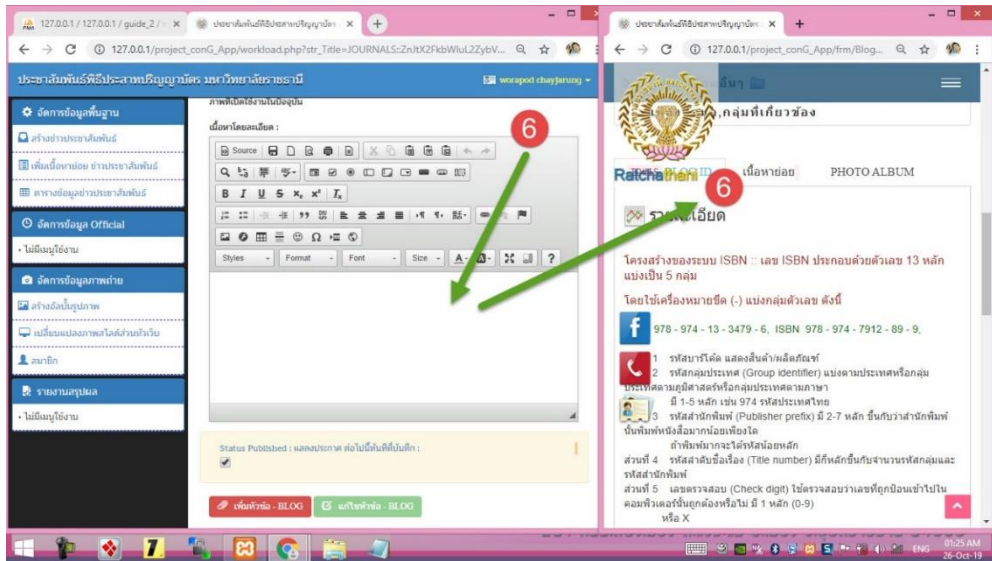 127.0.0.1 / 127.0.0.1 / guide_2 /
ประชาสัมพันธ์พิธีประสาทปริญญาบัตร
127.0.0.1/project_conG_App/workload.php?str_Title=JOURNALS::ZnJtX2FkbWluL2ZybV...
ประชาสัมพันธ์พิธีประสาทปริญญาบัตร มหาวิทยาลัยราชธานี
worapod chayjarung
จัดการข้อมูลพื้นฐาน
สร้างข่าวประชาสัมพันธ์
เพิ่มเนื้อหาย่อย ข่าวประชาสัมพันธ์
ตารางข้อมูลข่าวประชาสัมพันธ์
จัดการข้อมูล Official
- ไม่มีเมนูใช้งาน
จัดการข้อมูลภาพถ่าย
สร้างอัลบั้มรูปภาพ
เปลี่ยนแปลงภาพสไลด์ส่วนหัวเว็บ
สมาชิก
รายงานสรุปผล
- ไม่มีเมนูใช้งาน
ภาพที่เปิดใช้งานในปัจจุบัน
เนื้อหาโดยละเอียด :
6
Source
B I U S x₂ x² Tx
Styles Format Font Size A A ?
Status Published : แสดงประกาศ ต่อไปนี้ทันทีที่บันทึก :
เพิ่มหัวข้อ - BLOG
แก้ไขหัวข้อ - BLOG
ประชาสัมพันธ์พิธีประสาทปริญญาบัตร
127.0.0.1/project_conG_App/frm/Blog...
อื่นๆ
,กลุ่มที่เกี่ยวข้อง
Ratchathani
BLOG ID
เนื้อหาย่อย
PHOTO ALBUM
6
รายละเอียด
โครงสร้างของระบบ ISBN :: เลข ISBN ประกอบด้วยตัวเลข 13 หลัก
แบ่งเป็น 5 กลุ่ม
โดยใช้เครื่องหมายขีด (-) แบ่งกลุ่มตัวเลข ดังนี้
978 - 974 - 13 - 3479 - 6, ISBN 978 - 974 - 7912 - 89 - 9,
1 รหัสบาร์โค้ด แสดงสินค้า/ผลิตภัณฑ์
2 รหัสกลุ่มประเทศ (Group identifier) แบ่งตามประเทศหรือกลุ่ม
ประเทศตามภูมิศาสตร์หรือกลุ่มประเทศตามภาษา
มี 1-5 หลัก เช่น 974 รหัสประเทศไทย
3 รหัสสำนักพิมพ์ (Publisher prefix) มี 2-7 หลัก ขึ้นกับว่าสำนักพิมพ์
นั้นพิมพ์หนังสือมากน้อยเพียงใด
ถ้าพิมพ์มากจะได้รหัสน้อยหลัก
ส่วนที่ 4 รหัสลำดับชื่อเรื่อง (Title number) มีกี่หลักขึ้นกับจำนวนรหัสกลุ่มและ
รหัสสำนักพิมพ์
ส่วนที่ 5 เลขตรวจสอบ (Check digit) ใช้ตรวจสอบว่าเลขที่ถูกป้อนเข้าไปใน
คอมพิวเตอร์นั้นถูกต้องหรือไม่ มี 1 หลัก (0-9)
หรือ X
ENG
01:25 AM
26-Oct-19